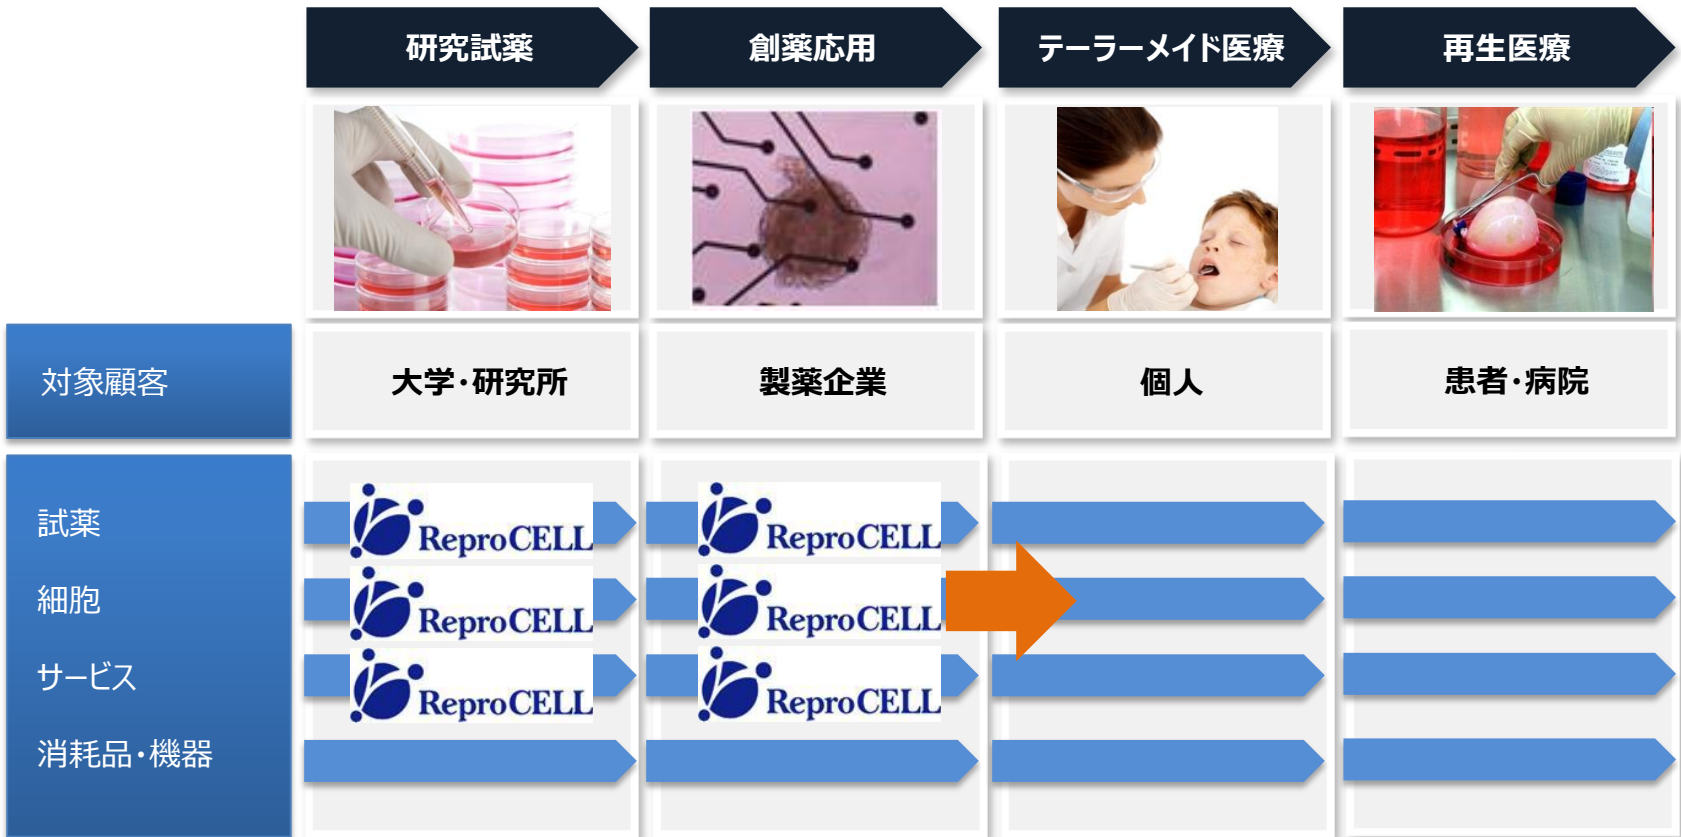 研究試薬
創薬応用
テーラーメイド医療
再生医療
対象顧客
大学・研究所
製薬企業
個人
患者・病院
試薬
ReproCELL
ReproCELL
細胞
ReproCELL
ReproCELL
サービス
ReproCELL
ReproCELL
消耗品・機器